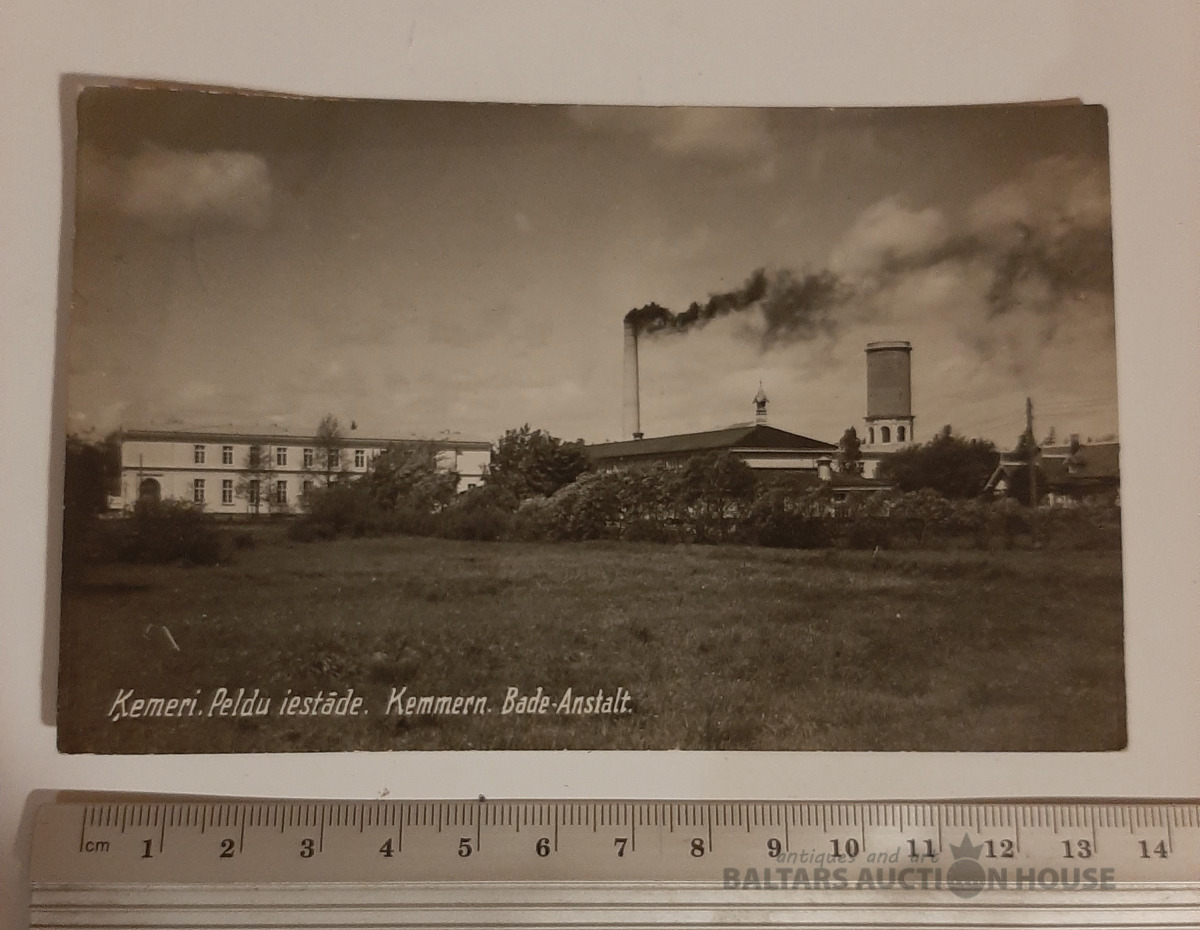 Ķemeri. Peldu iestāde. Kemmern. Bade-Anstalt.
cm 1 2 3 4 5 6 7 8 9 10 11 12 13 14
antiques and art
BALTARS AUCTION HOUSE